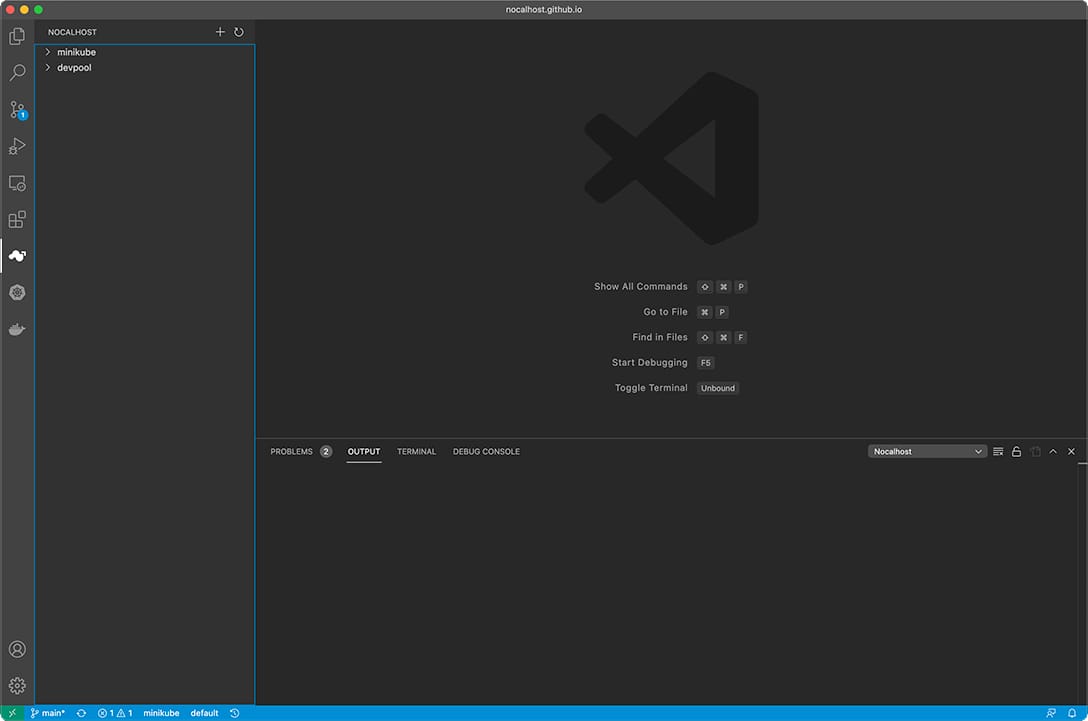 nocalhost.github.io
NOCALHOST
minikube
devpool
1
Show All Commands ⇧ ⌘ P
Go to File ⌘ P
Find in Files ⇧ ⌘ F
Start Debugging F5
Toggle Terminal Unbound
PROBLEMS 2 OUTPUT TERMINAL DEBUG CONSOLE Nocalhost
main* 1 1 minikube default